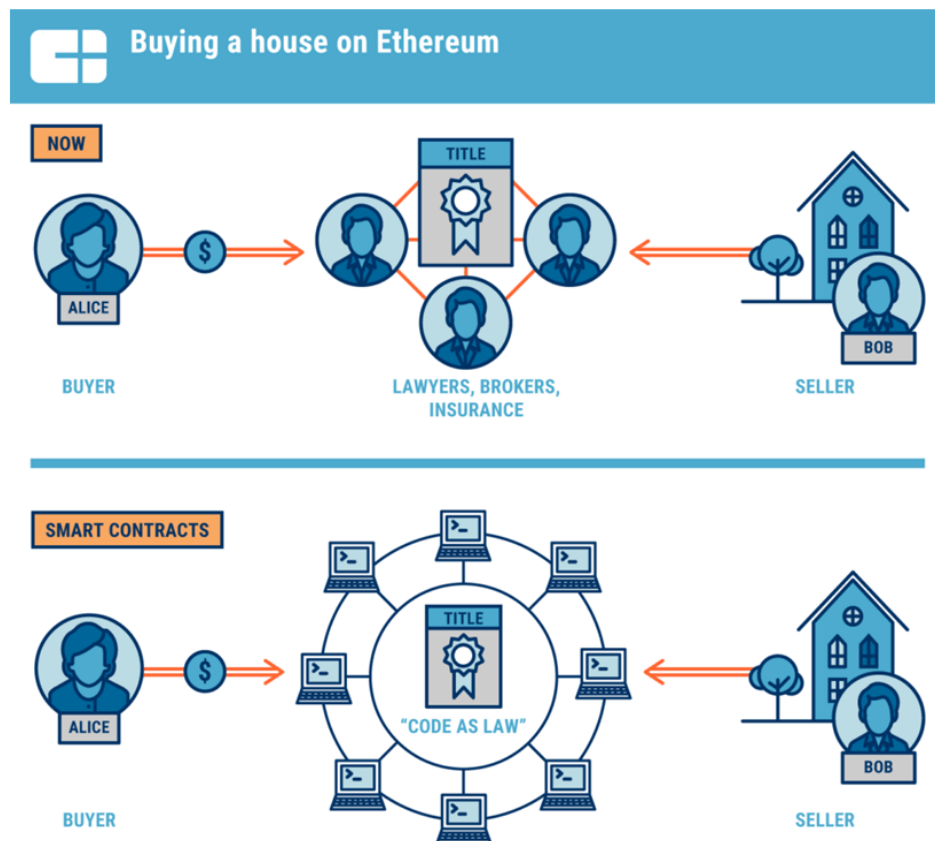 Buying a house on Ethereum
NOW
TITLE
$
ALICE
BOB
BUYER
LAWYERS, BROKERS,
INSURANCE
SELLER
SMART CONTRACTS
>_
>_
>_
TITLE
>_
$
>_
"CODE AS LAW"
ALICE
BOB
>_
>_
>_
BUYER
SELLER